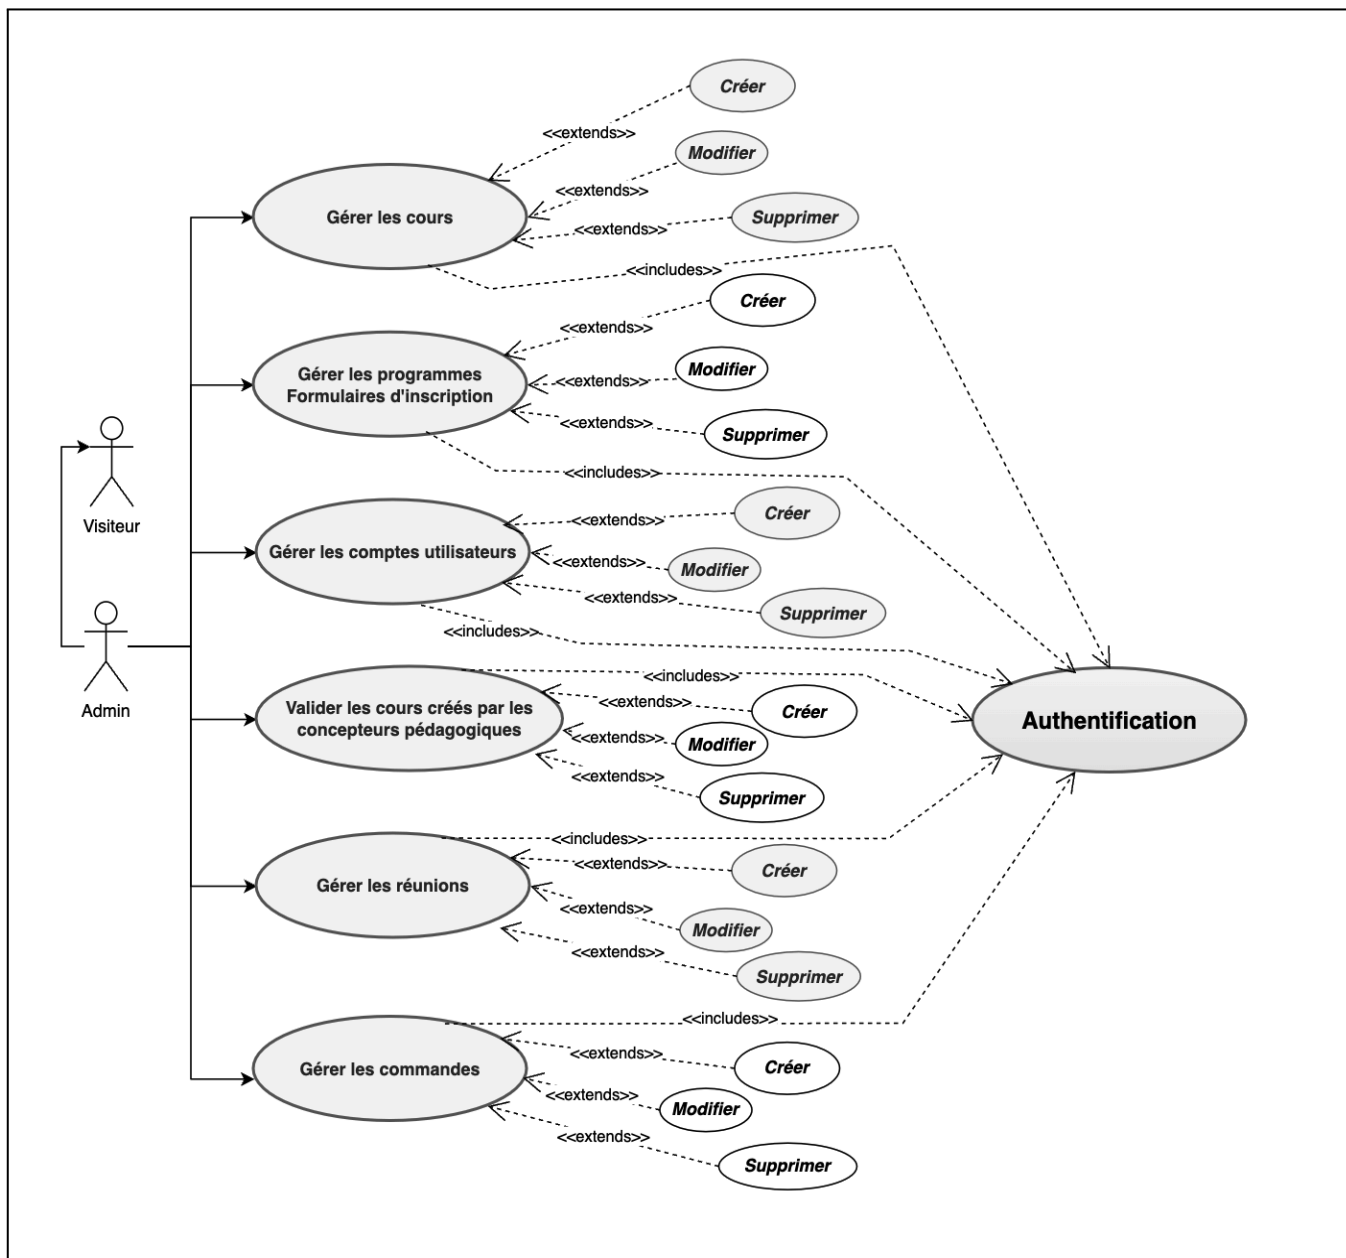 Créer
<<extends>>
Modifier
<<extends>>
Gérer les cours
Supprimer
<<extends>>
<<includes>>
Créer
<<extends>>
Gérer les programmes
Formulaires d'inscription
Modifier
<<extends>>
<<extends>>
Supprimer
<<includes>>
Visiteur
Créer
<<extends>>
Gérer les comptes utilisateurs
<<extends>>
Modifier
<<extends>>
Supprimer
<<includes>>
Admin
<<includes>>
Valider les cours créés par les
concepteurs pédagogiques
<<extends>>
Créer
<<extends>>
Modifier
<<extends>>
Supprimer
Authentification
<<includes>>
<<extends>>
Créer
Gérer les réunions
<<extends>>
Modifier
<<extends>>
Supprimer
<<includes>>
<<extends>>
Créer
Gérer les commandes
<<extends>>
Modifier
<<extends>>
Supprimer